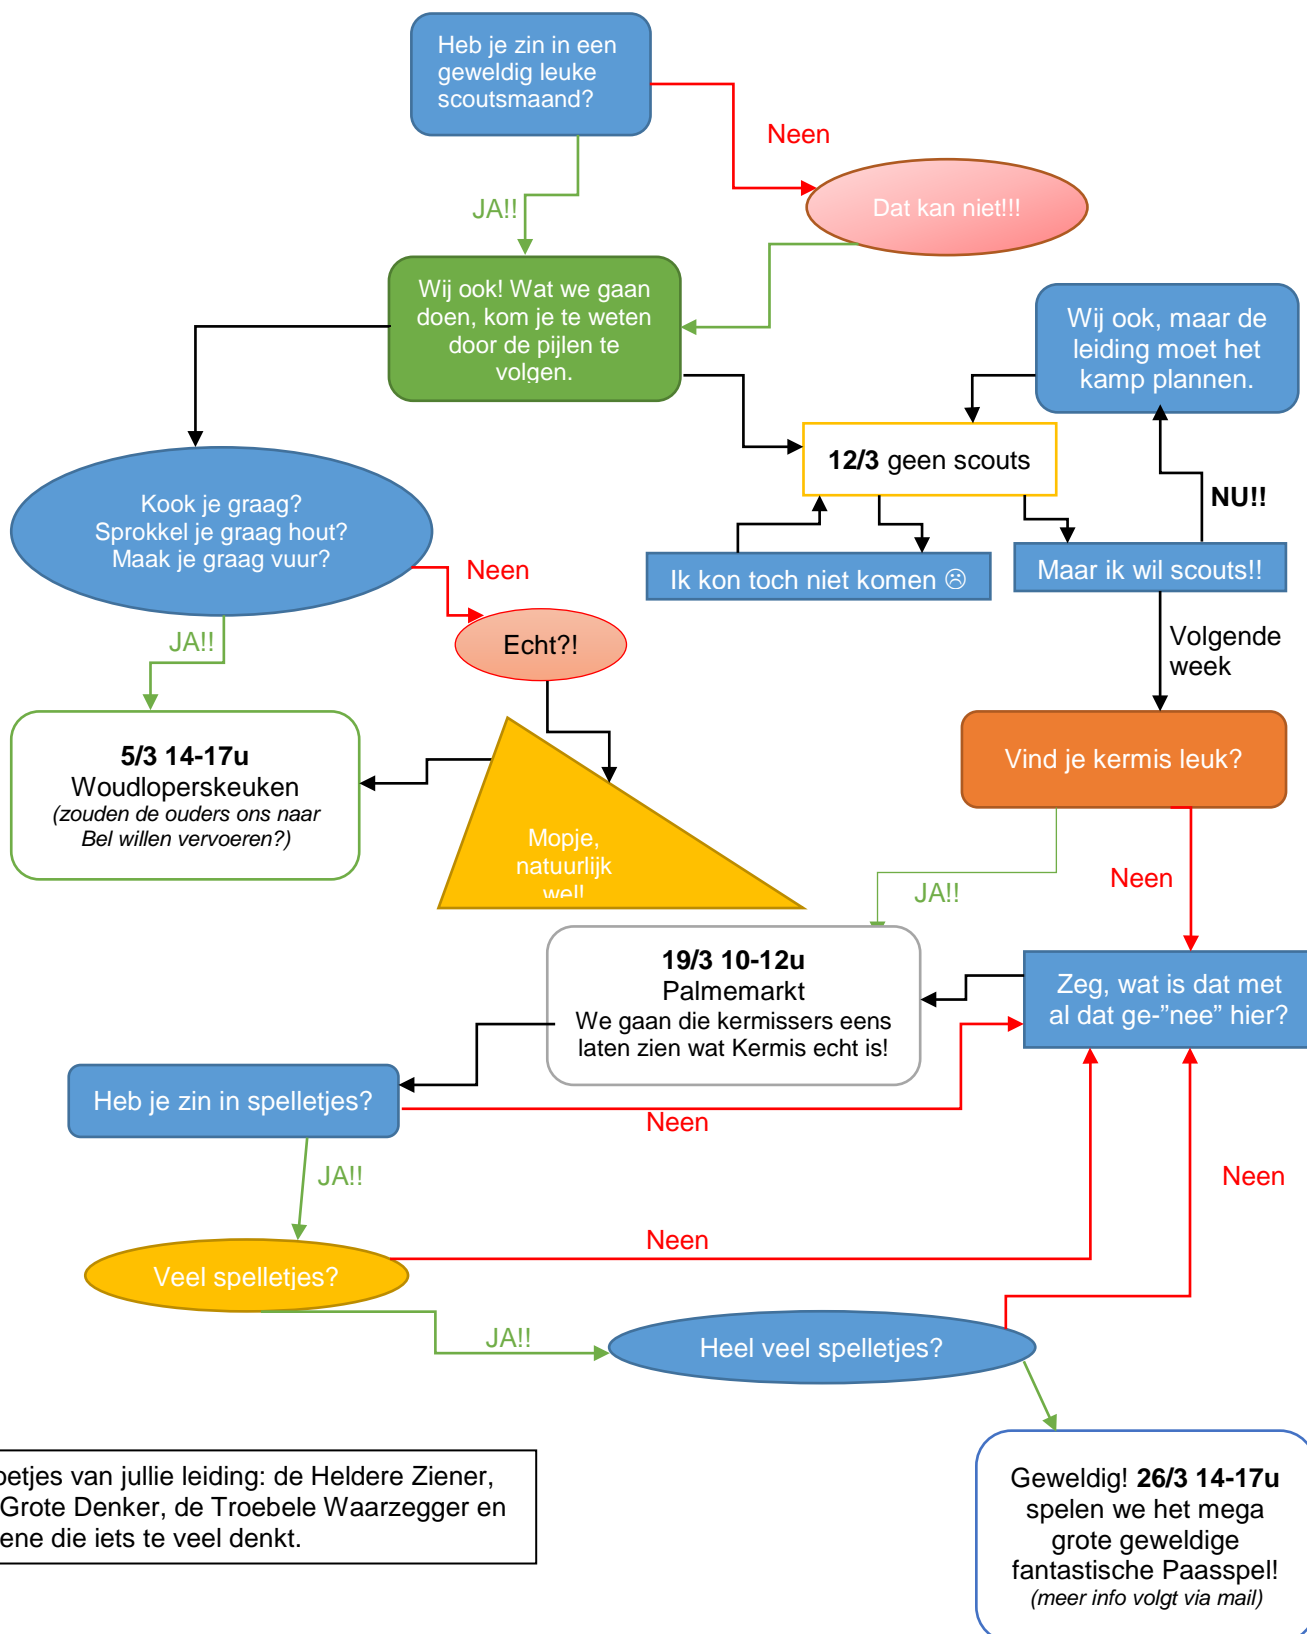 Heb je zin in een
geweldig leuke
scoutsmaand?
Neen
Dat kan niet!!!
JA!!
Wij ook! Wat we gaan
doen, kom je te weten
door de pijlen te
volgen.
Wij ook, maar de
leiding moet het
kamp plannen.
12/3 geen scouts
NU!!
Kook je graag?
Sprokkel je graag hout?
Maak je graag vuur?
Neen
Ik kon toch niet komen ☹
Maar ik wil scouts!!
JA!!
Echt?!
Volgende
week
5/3 14-17u
Woudloperskeuken
(zouden de ouders ons naar
Bel willen vervoeren?)
Vind je kermis leuk?
Mopje,
natuurlijk
wel!
JA!!
Neen
19/3 10-12u
Palmemarkt
We gaan die kermissers eens
laten zien wat Kermis echt is!
Zeg, wat is dat met
al dat ge-”nee” hier?
Heb je zin in spelletjes?
Neen
JA!!
Neen
Neen
Veel spelletjes?
JA!!
Heel veel spelletjes?
oetjes van jullie leiding: de Heldere Ziener,
Grote Denker, de Troebele Waarzegger en
ene die iets te veel denkt.
Geweldig! 26/3 14-17u
spelen we het mega
grote geweldige
fantastische Paasspel!
(meer info volgt via mail)